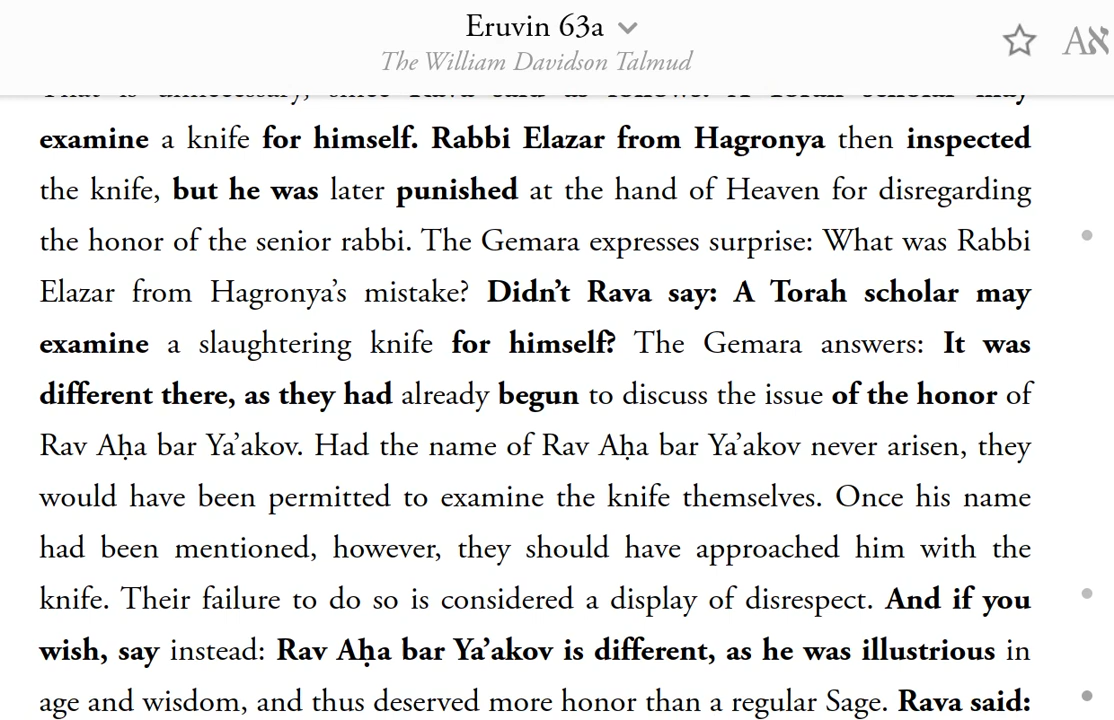 Eruvin 63a
The William Davidson Talmud
examine a knife for himself. Rabbi Elazar from Hagronya then inspected
the knife, but he was later punished at the hand of Heaven for disregarding
the honor of the senior rabbi. The Gemara expresses surprise: What was Rabbi
Elazar from Hagronya’s mistake? Didn’t Rava say: A Torah scholar may
examine a slaughtering knife for himself? The Gemara answers: It was
different there, as they had already begun to discuss the issue of the honor of
Rav Aḥa bar Ya’akov. Had the name of Rav Aḥa bar Ya’akov never arisen, they
would have been permitted to examine the knife themselves. Once his name
had been mentioned, however, they should have approached him with the
knife. Their failure to do so is considered a display of disrespect. And if you
wish, say instead: Rav Aḥa bar Ya’akov is different, as he was illustrious in
age and wisdom, and thus deserved more honor than a regular Sage. Rava said: